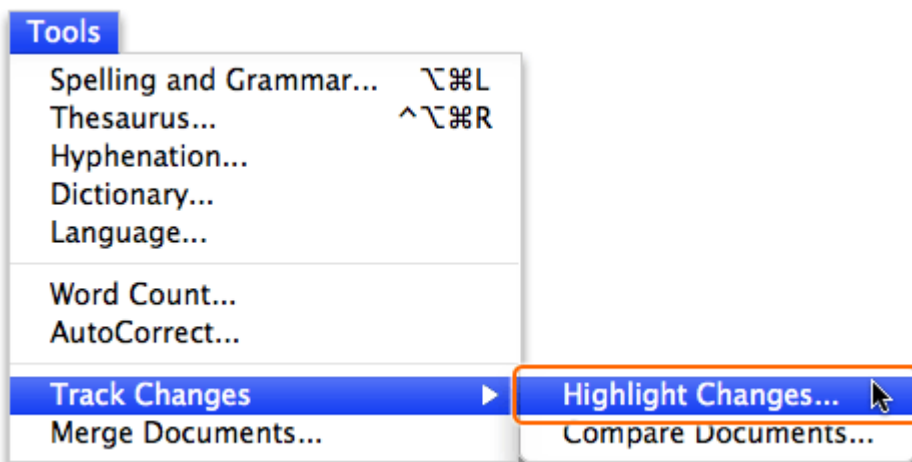 Tools
Spelling and Grammar... ⌥⌘L
Thesaurus... ^⌥⌘R
Hyphenation...
Dictionary...
Language...
Word Count...
AutoCorrect...
Track Changes ▶ Highlight Changes...
Merge Documents... Compare Documents...